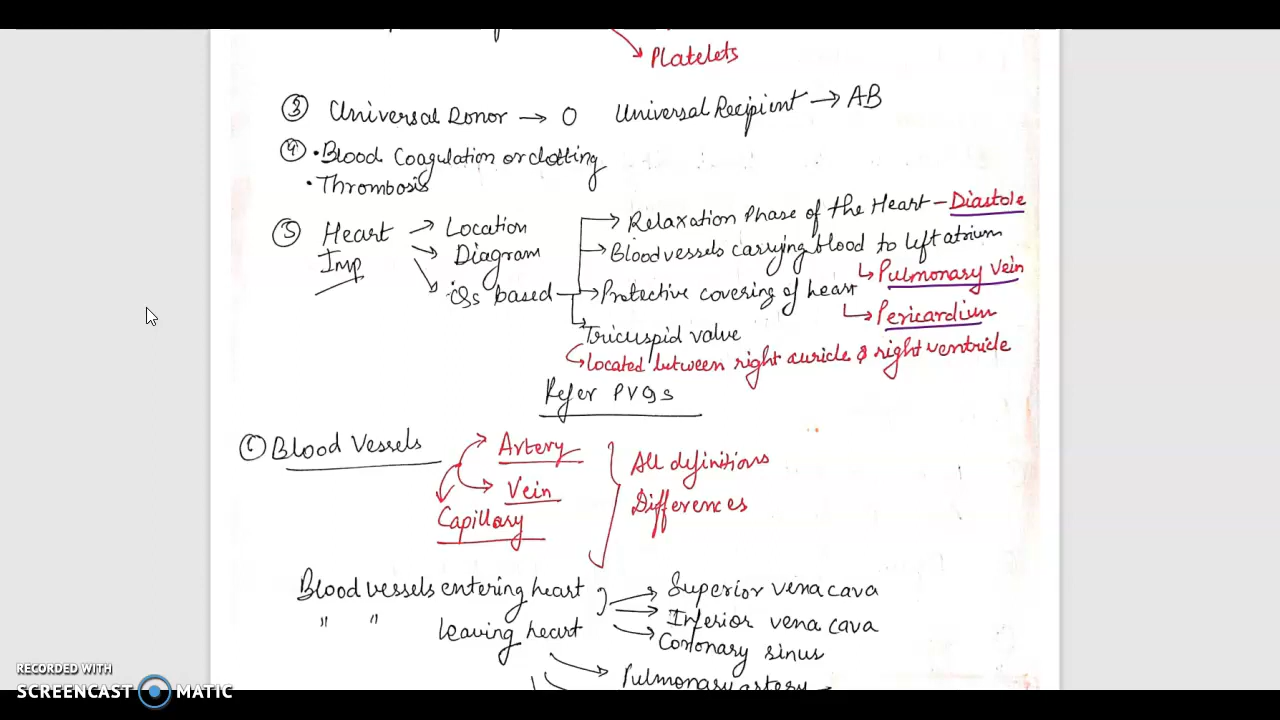 Platelets
③ Universal Donor → O Universal Recipient → AB
④ • Blood Coagulation or clotting
• Thrombosis
⑤ Heart → Location
Imp → Diagram
→ Qs based
→ Relaxation Phase of the Heart – Diastole
→ Blood vessels carrying blood to left atrium
↳ Pulmonary vein
→ Protective covering of heart
↳ Pericardium
→ Tricuspid valve
↳ located between right auricle & right ventricle
Refer PVQs
⑥ Blood Vessels → Artery
→ Vein
Capillary
All definitions
Differences
Blood vessels entering heart → Superior vena cava
" " leaving heart → Inferior vena cava
→ Coronary sinus
→ Pulmonary artery
RECORDED WITH
SCREENCAST MATIC